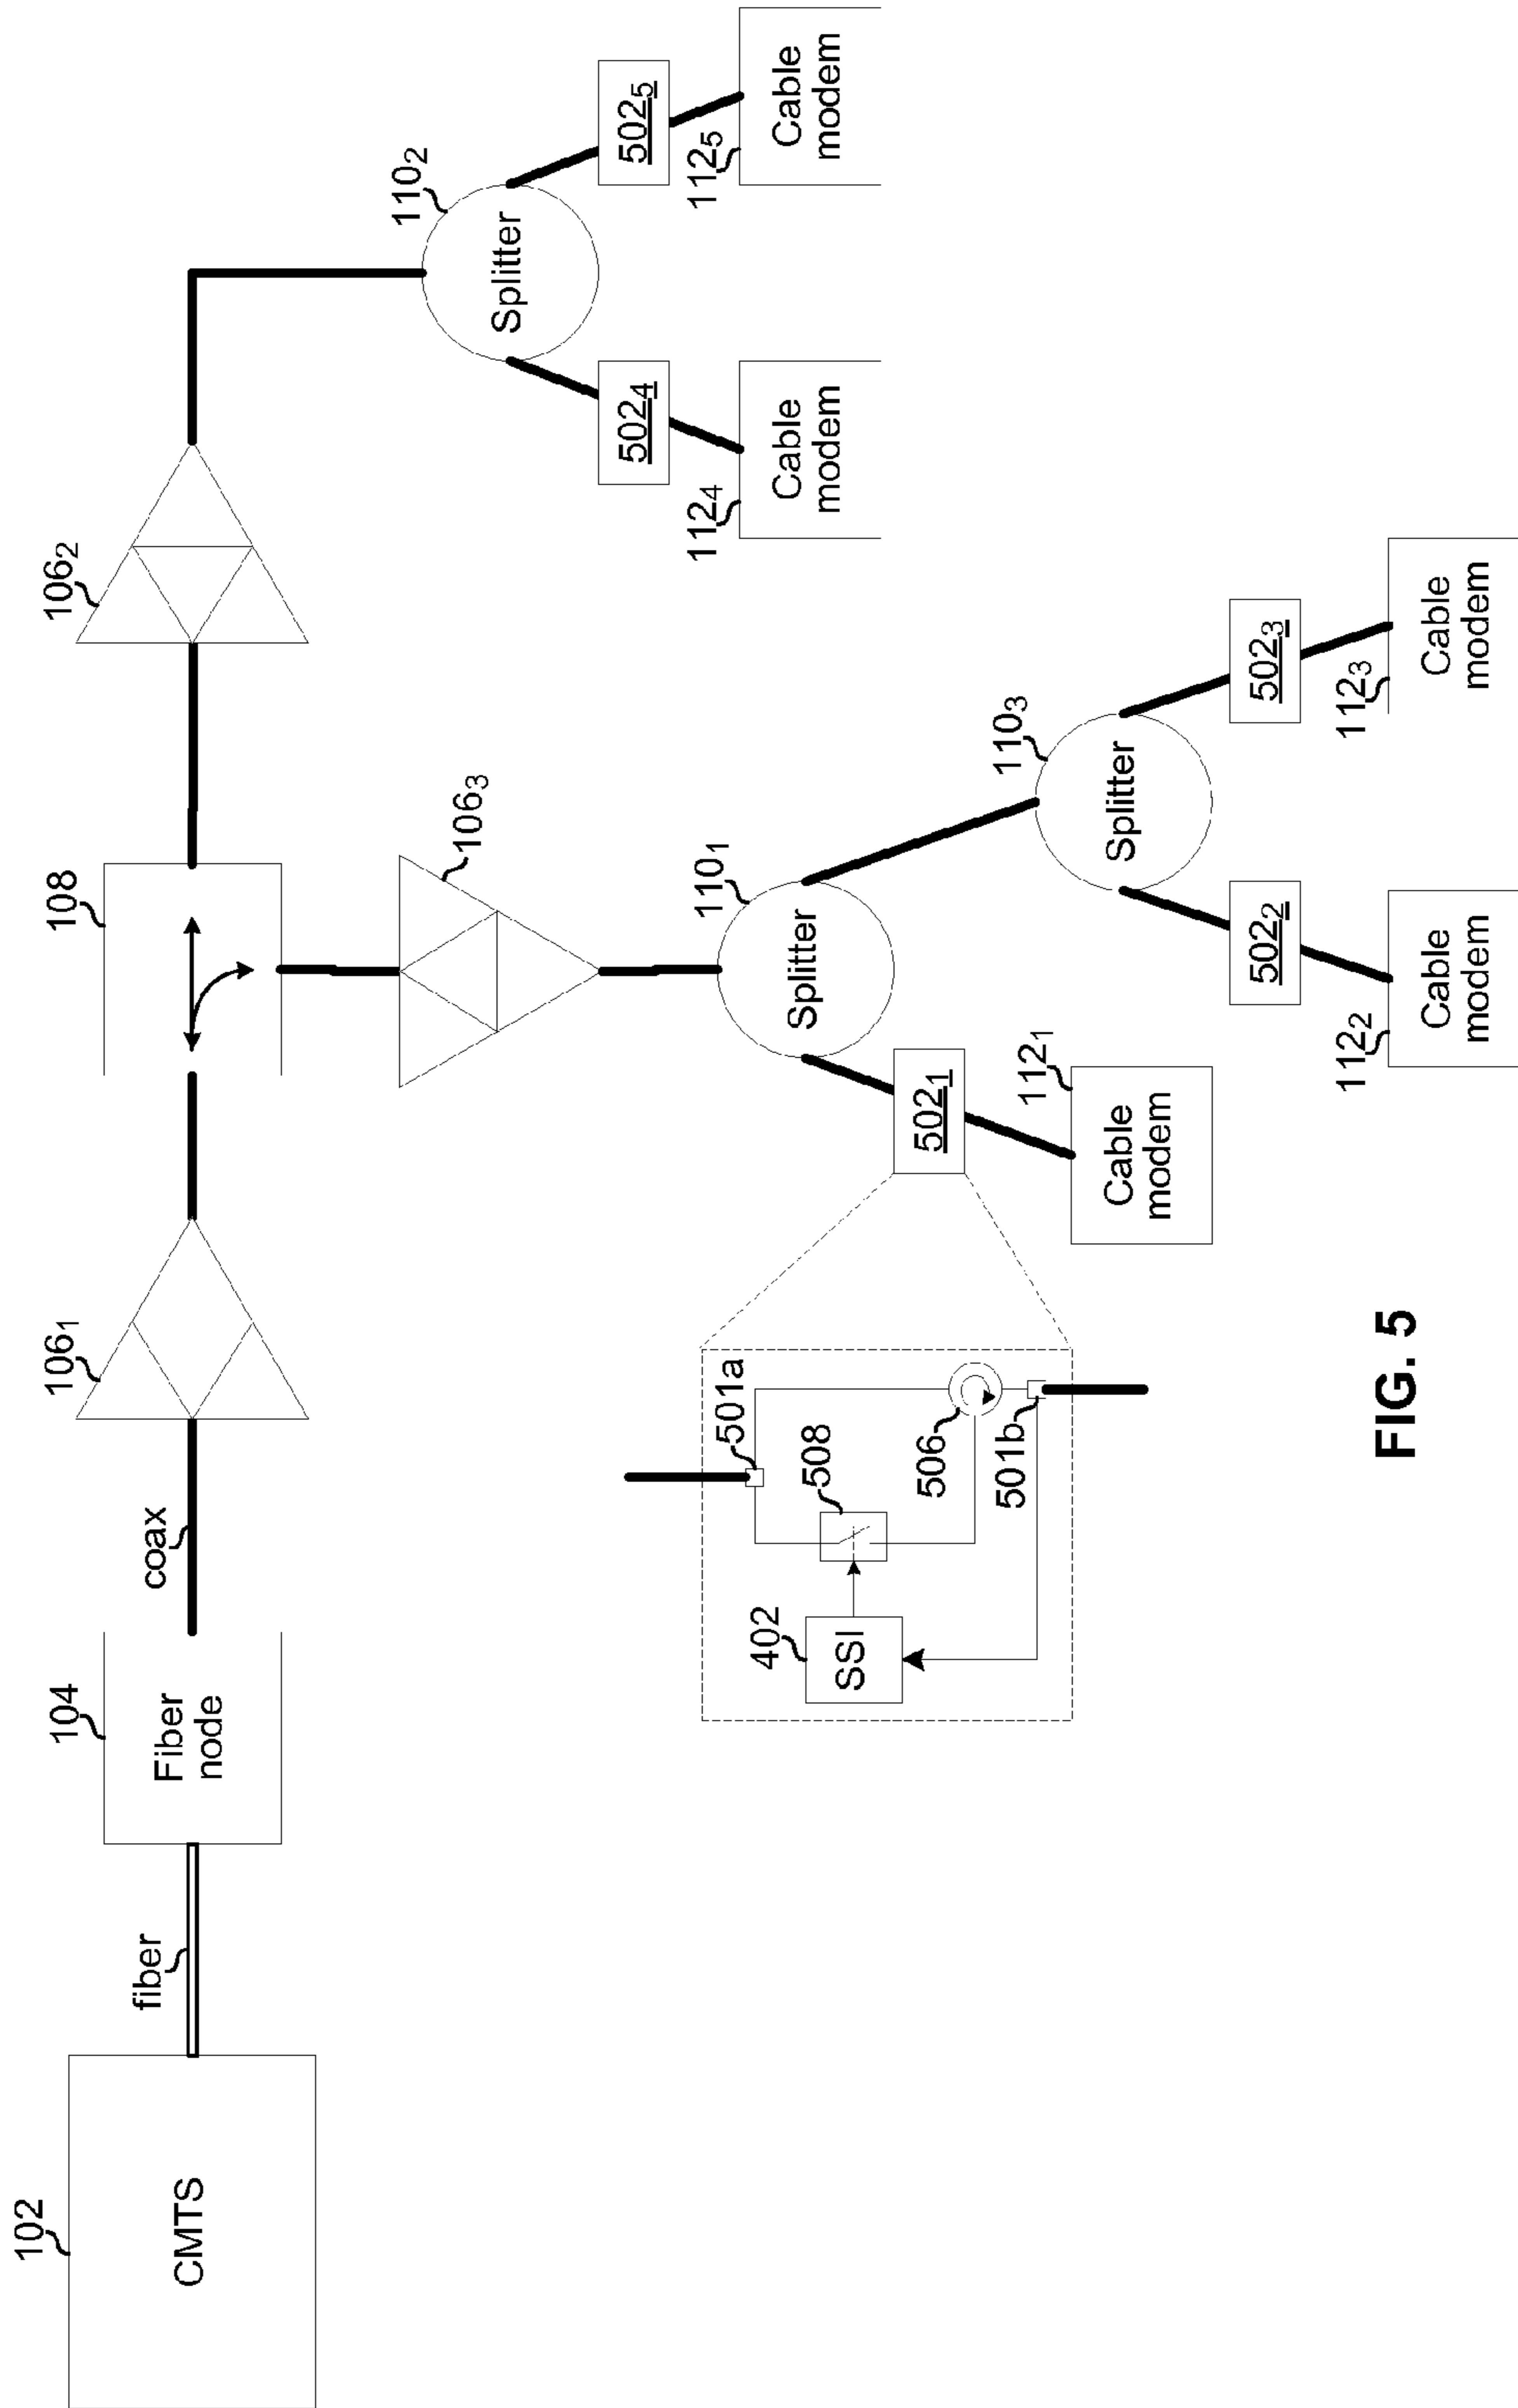 102
CMTS
fiber
104
Fiber
node
coax
106₁
108
106₂
106₃
110₂
Splitter
502₄
502₅
112₄
Cable
modem
112₅
Cable
modem
110₁
Splitter
502₁
112₁
Cable
modem
110₃
Splitter
502₂
502₃
112₂
Cable
modem
112₃
Cable
modem
402
SSI
508
501a
506
501b
FIG. 5